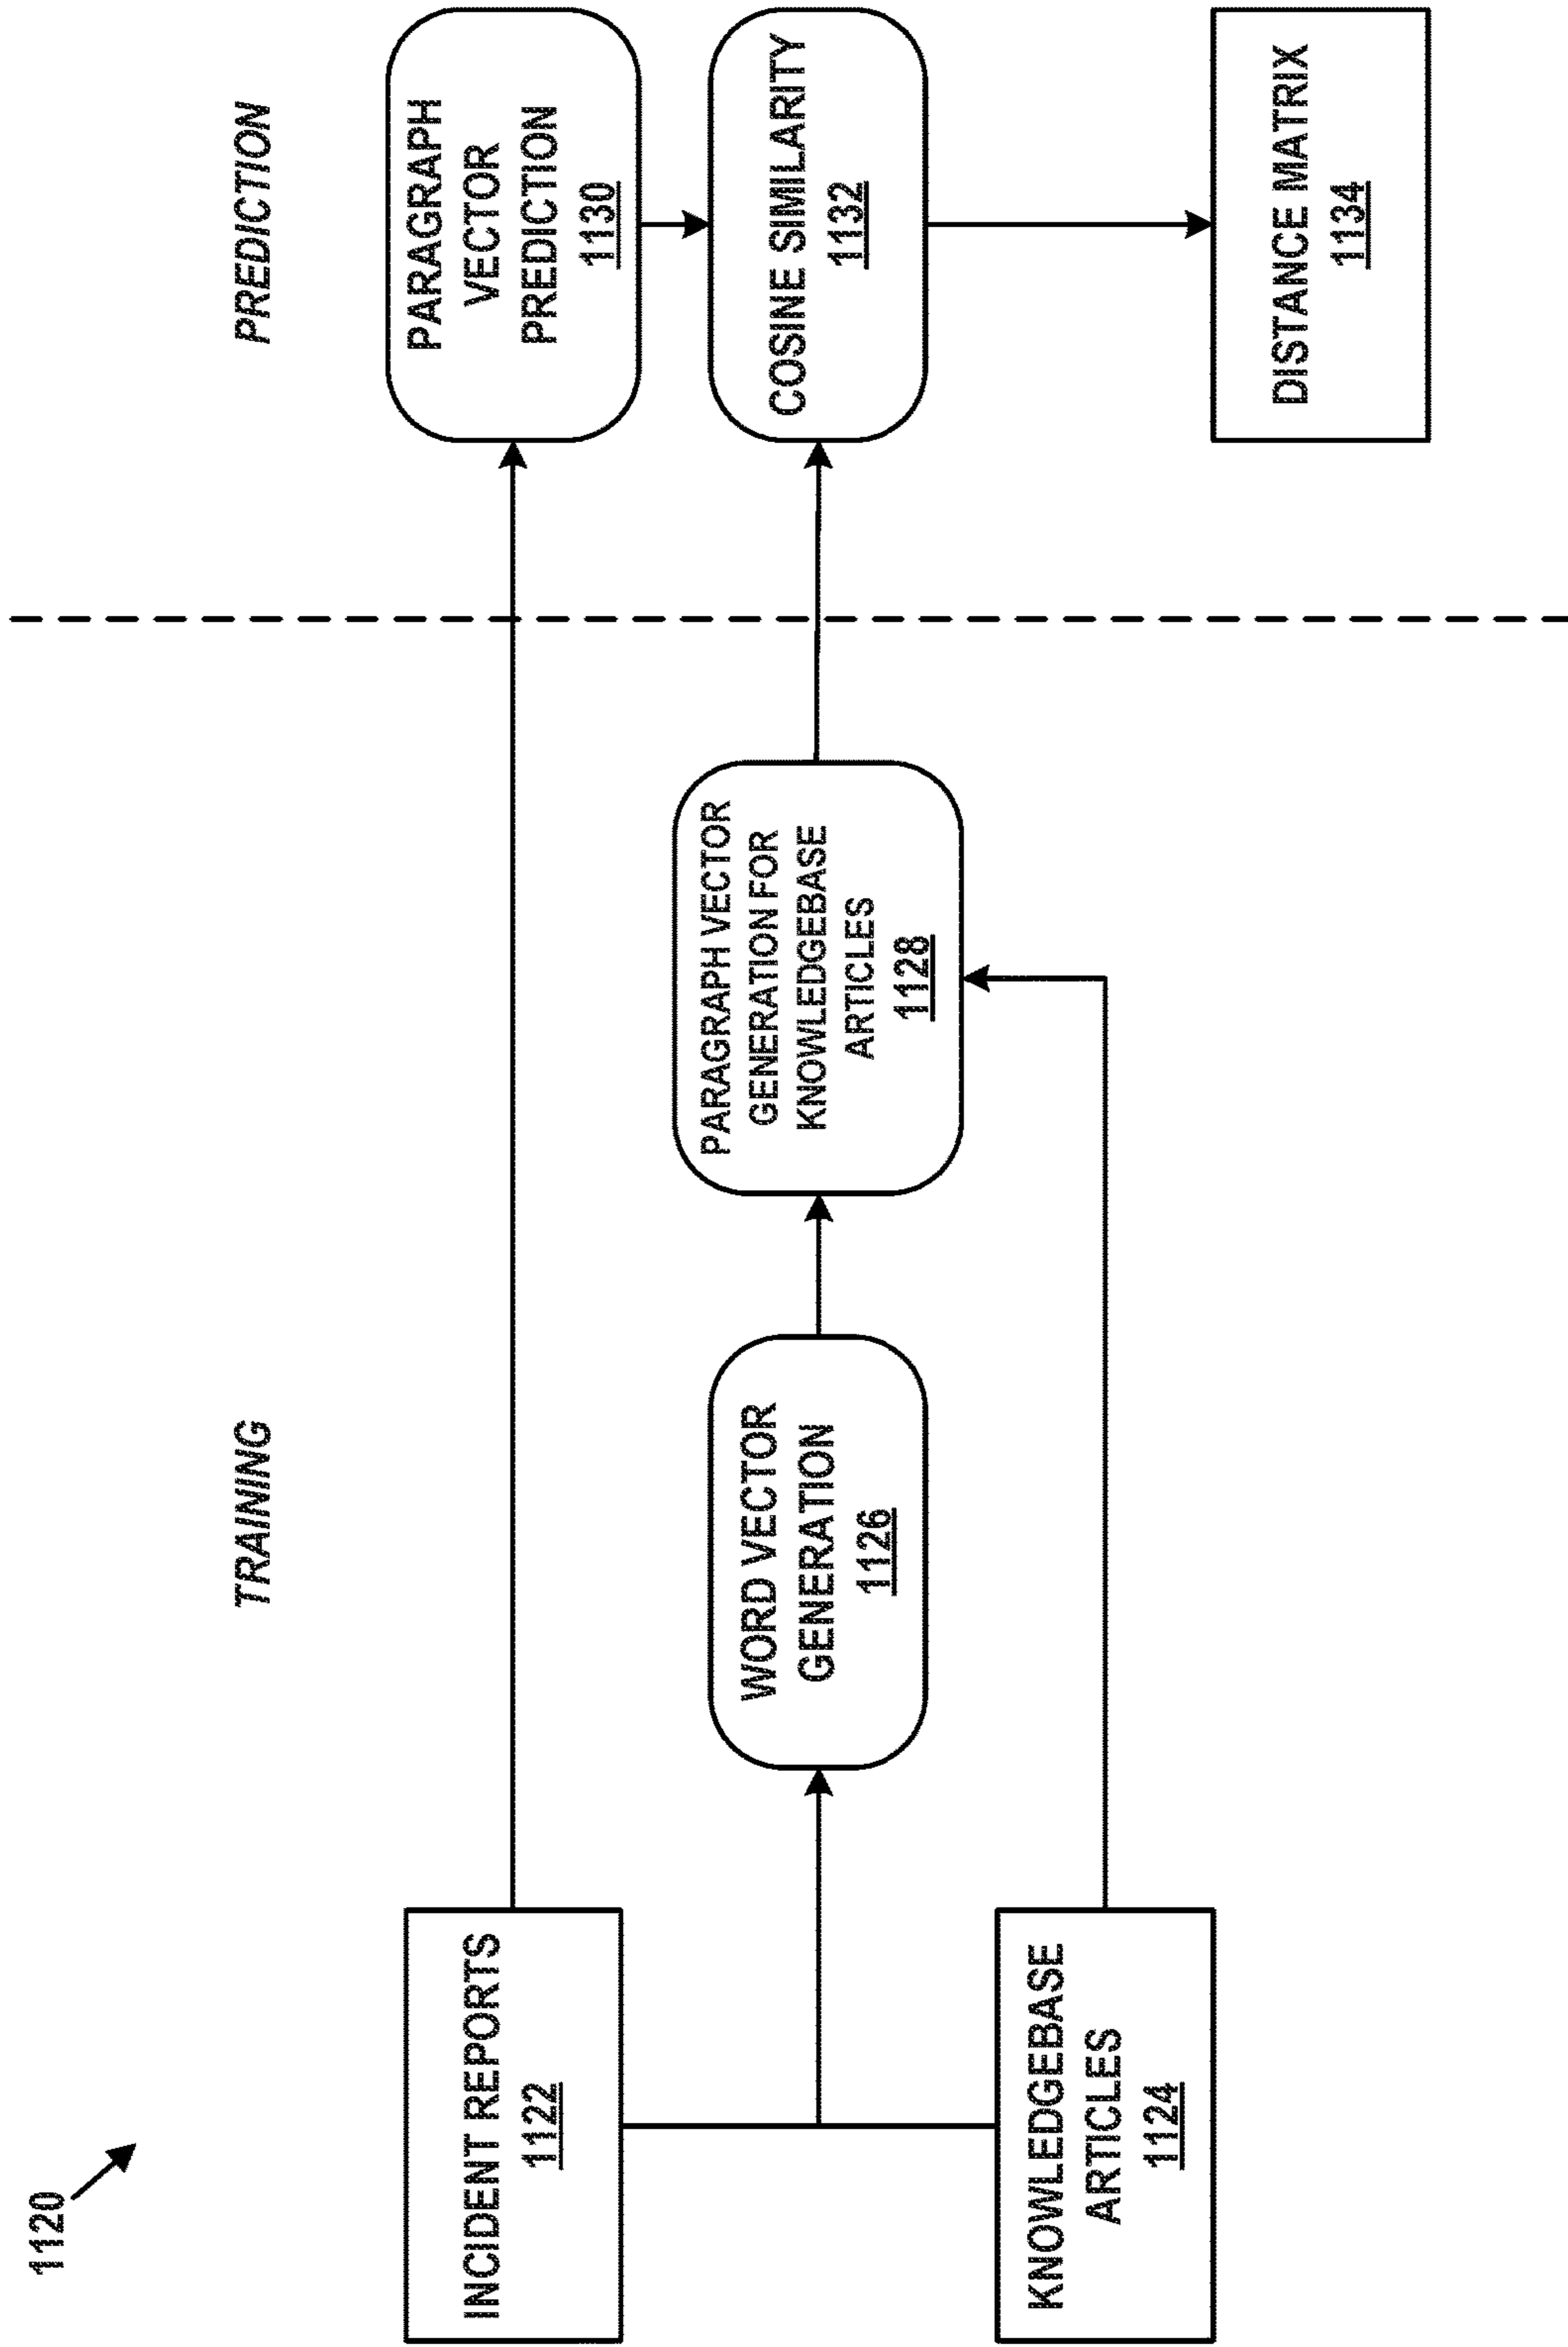 1120
TRAINING
PREDICTION
INCIDENT REPORTS
1122
PARAGRAPH
VECTOR
PREDICTION
1130
WORD VECTOR
GENERATION
1126
PARAGRAPH VECTOR
GENERATION FOR
KNOWLEDGEBASE
ARTICLES
1128
COSINE SIMILARITY
1132
KNOWLEDGEBASE
ARTICLES
1124
DISTANCE MATRIX
1134